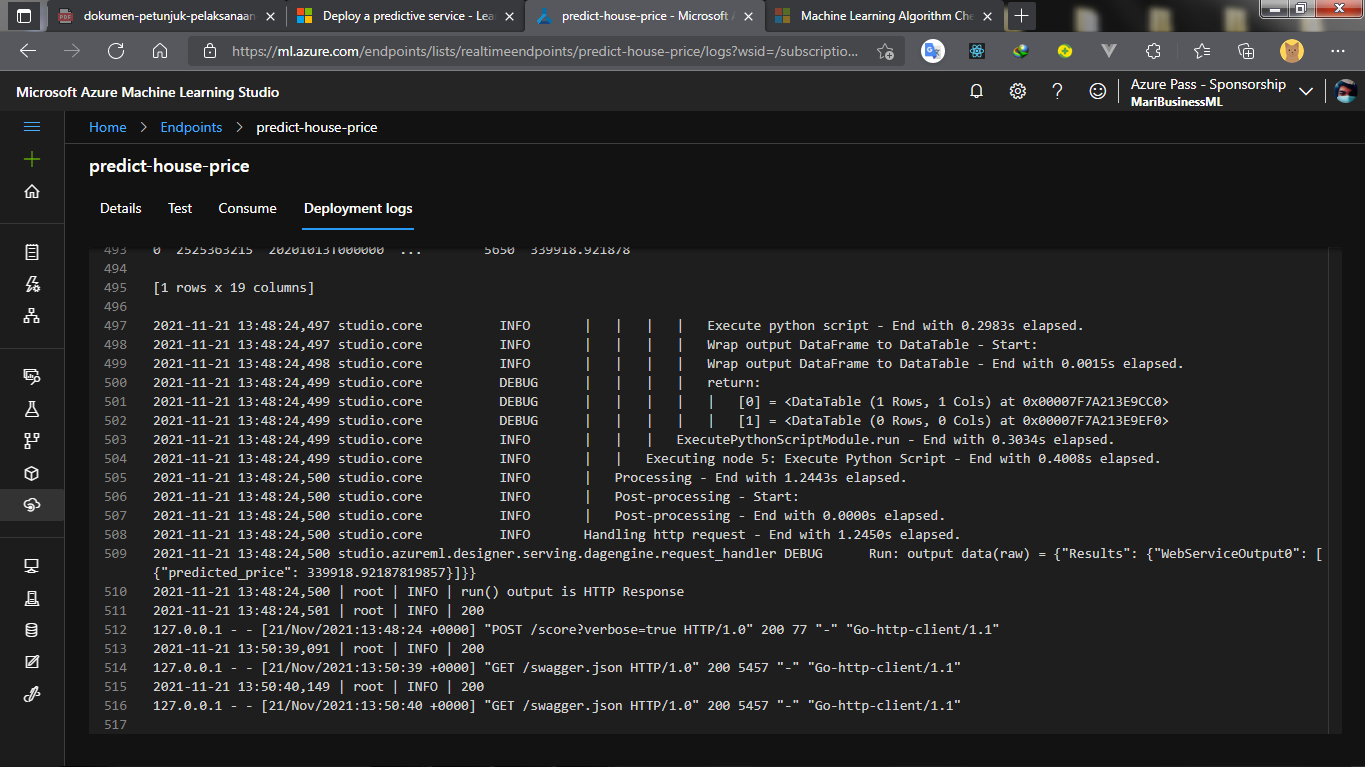 dokumen-petunjuk-pelaksanaan
Deploy a predictive service - Lea
predict-house-price - Microsoft A
Machine Learning Algorithm Che
https://ml.azure.com/endpoints/lists/realtimeendpoints/predict-house-price/logs?wsid=/subscriptio...
Microsoft Azure Machine Learning Studio
Azure Pass - Sponsorship
MariBusinessML
Home > Endpoints > predict-house-price
predict-house-price
Details Test Consume Deployment logs
493 0 2525363215 20201013T000000 ... 5650 339918.921878
494
495 [1 rows x 19 columns]
496
497 2021-11-21 13:48:24,497 studio.core INFO | | | | Execute python script - End with 0.2983s elapsed.
498 2021-11-21 13:48:24,497 studio.core INFO | | | | Wrap output DataFrame to DataTable - Start:
499 2021-11-21 13:48:24,498 studio.core INFO | | | | Wrap output DataFrame to DataTable - End with 0.0015s elapsed.
500 2021-11-21 13:48:24,499 studio.core DEBUG | | | | return:
501 2021-11-21 13:48:24,499 studio.core DEBUG | | | | | [0] = <DataTable (1 Rows, 1 Cols) at 0x00007F7A213E9CC0>
502 2021-11-21 13:48:24,499 studio.core DEBUG | | | | | [1] = <DataTable (0 Rows, 0 Cols) at 0x00007F7A213E9EF0>
503 2021-11-21 13:48:24,499 studio.core INFO | | | ExecutePythonScriptModule.run - End with 0.3034s elapsed.
504 2021-11-21 13:48:24,499 studio.core INFO | | Executing node 5: Execute Python Script - End with 0.4008s elapsed.
505 2021-11-21 13:48:24,500 studio.core INFO | Processing - End with 1.2443s elapsed.
506 2021-11-21 13:48:24,500 studio.core INFO | Post-processing - Start:
507 2021-11-21 13:48:24,500 studio.core INFO | Post-processing - End with 0.0000s elapsed.
508 2021-11-21 13:48:24,500 studio.core INFO Handling http request - End with 1.2450s elapsed.
509 2021-11-21 13:48:24,500 studio.azureml.designer.serving.dagengine.request_handler DEBUG Run: output data(raw) = {"Results": {"WebServiceOutput0": [
{"predicted_price": 339918.92187819857}]}}
510 2021-11-21 13:48:24,500 | root | INFO | run() output is HTTP Response
511 2021-11-21 13:48:24,501 | root | INFO | 200
512 127.0.0.1 - - [21/Nov/2021:13:48:24 +0000] "POST /score?verbose=true HTTP/1.0" 200 77 "-" "Go-http-client/1.1"
513 2021-11-21 13:50:39,091 | root | INFO | 200
514 127.0.0.1 - - [21/Nov/2021:13:50:39 +0000] "GET /swagger.json HTTP/1.0" 200 5457 "-" "Go-http-client/1.1"
515 2021-11-21 13:50:40,149 | root | INFO | 200
516 127.0.0.1 - - [21/Nov/2021:13:50:40 +0000] "GET /swagger.json HTTP/1.0" 200 5457 "-" "Go-http-client/1.1"
517